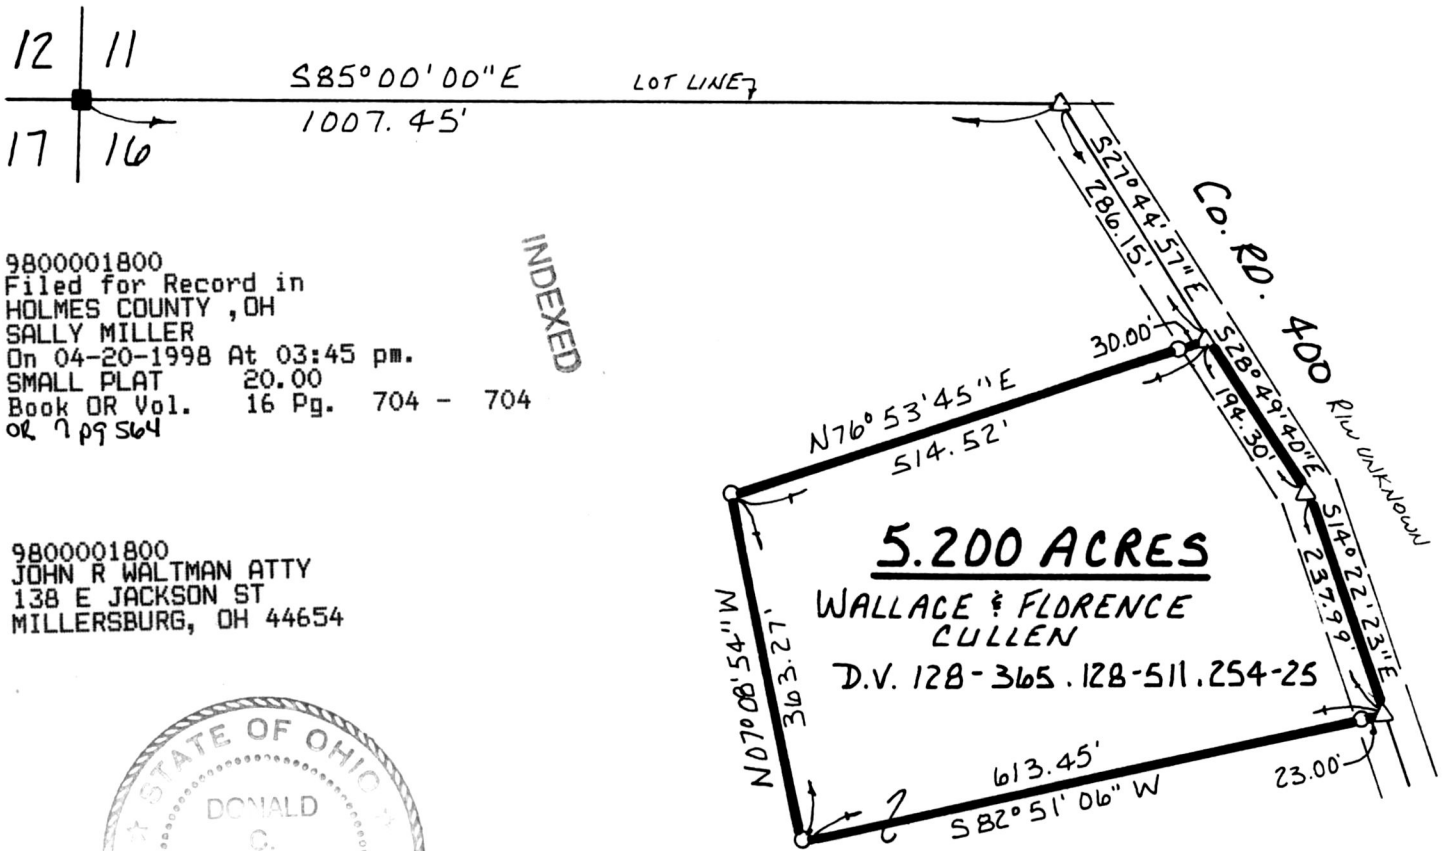 12 11
17 16
S85°00'00"E
LOT LINE
1007.45'
S27°44'57"E
286.15'
CO. RD. 400
R/W UNKNOWN
9800001800
Filed for Record in
HOLMES COUNTY ,OH
SALLY MILLER
On 04-20-1998 At 03:45 pm.
SMALL PLAT 20.00
Book OR Vol. 16 Pg. 704 - 704
OR 7 pg 564
INDEXED
30.00'
S28°49'40"E
194.30'
N76°53'45"E
514.52'
9800001800
JOHN R WALTMAN ATTY
138 E JACKSON ST
MILLERSBURG, OH 44654
5.200 ACRES
WALLACE & FLORENCE
CULLEN
D.V. 128-365.128-511.254-25
S14°22'23"E
237.99'
N07°08'54"W
363.27'
613.45'
S82°51'06" W
23.00'
STATE OF OHIO
DONALD